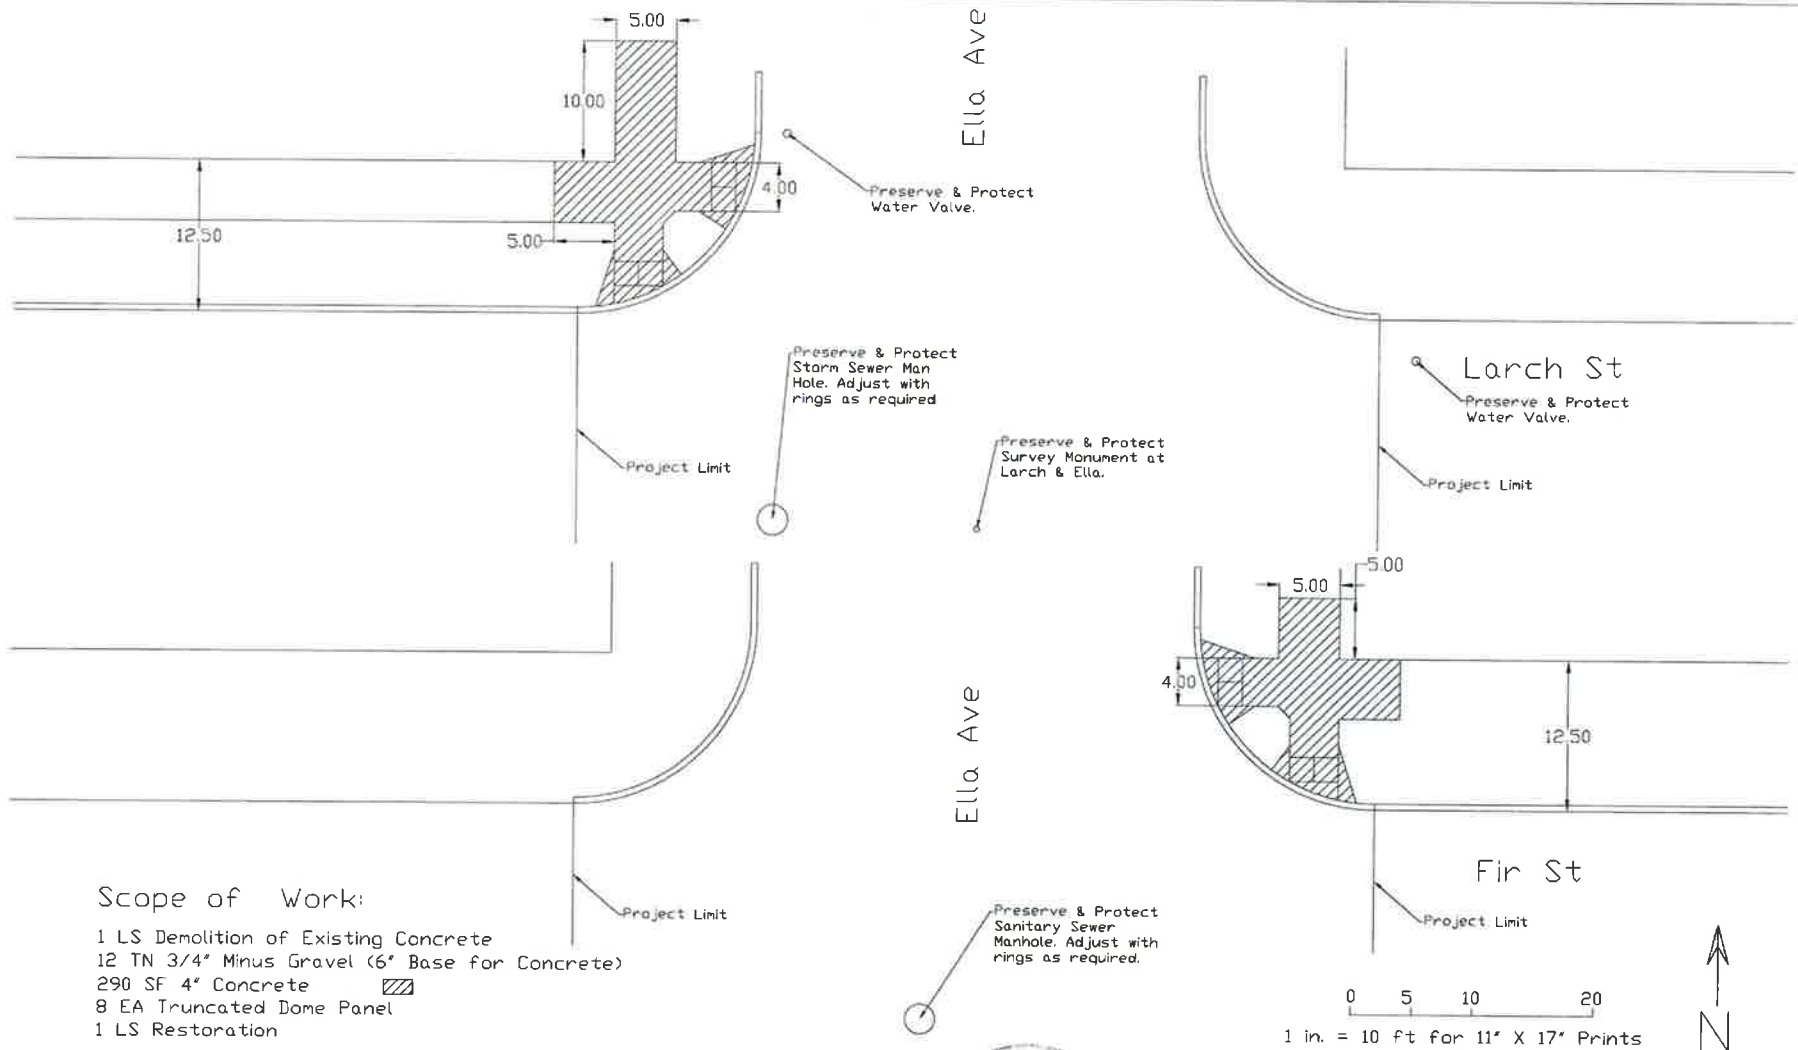 5.00
Ella Ave
10.00
Preserve & Protect
Water Valve.
4.00
12.50
5.00
Preserve & Protect
Storm Sewer Man
Hole. Adjust with
rings as required
Larch St
Preserve & Protect
Water Valve.
Preserve & Protect
Survey Monument at
Larch & Ella.
Project Limit
Project Limit
5.00
5.00
4.00
12.50
Ella Ave
Fir St
Scope of Work:
1 LS Demolition of Existing Concrete
12 TN 3/4" Minus Gravel (6" Base for Concrete)
290 SF 4" Concrete
8 EA Truncated Dome Panel
1 LS Restoration
Project Limit
Preserve & Protect
Sanitary Sewer
Manhole. Adjust with
rings as required.
Project Limit
0 5 10 20
1 in. = 10 ft for 11" X 17" Prints
N